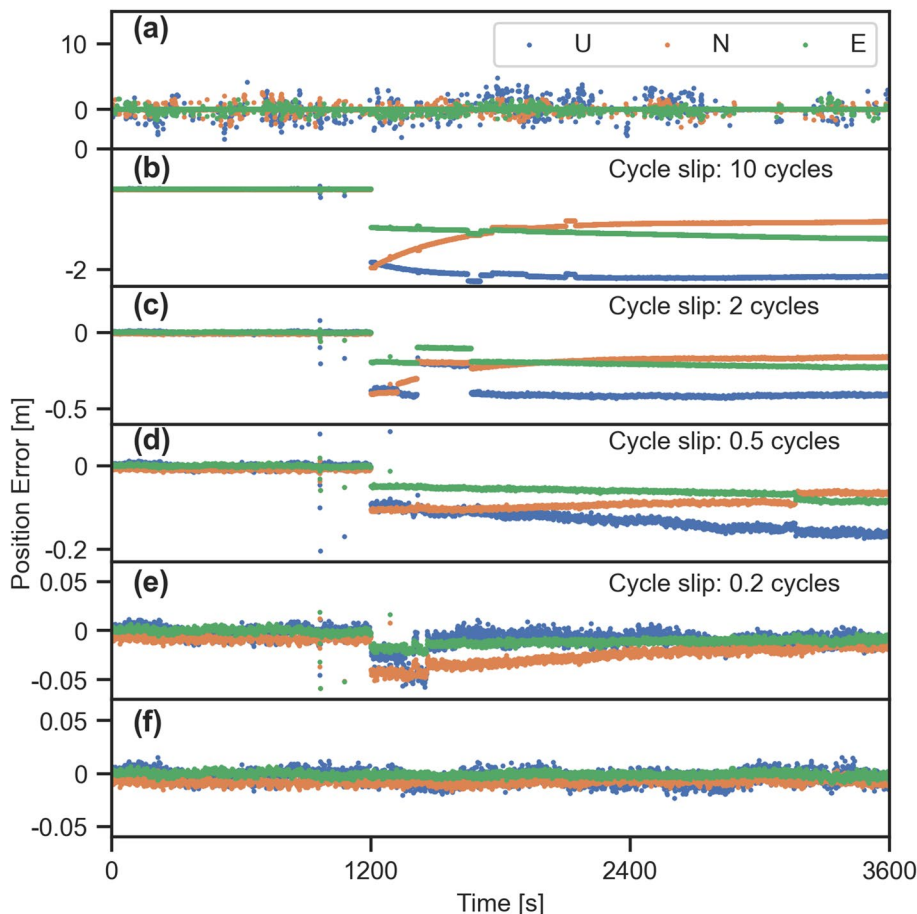 (a)
U N E
10
0
0
(b)
Cycle slip: 10 cycles
-2
(c)
Cycle slip: 2 cycles
0
-0.5
(d)
Cycle slip: 0.5 cycles
0
-0.2
(e)
Cycle slip: 0.2 cycles
0.05
0
-0.05
(f)
0.05
0
-0.05
Position Error [m]
0 1200 2400 3600
Time [s]